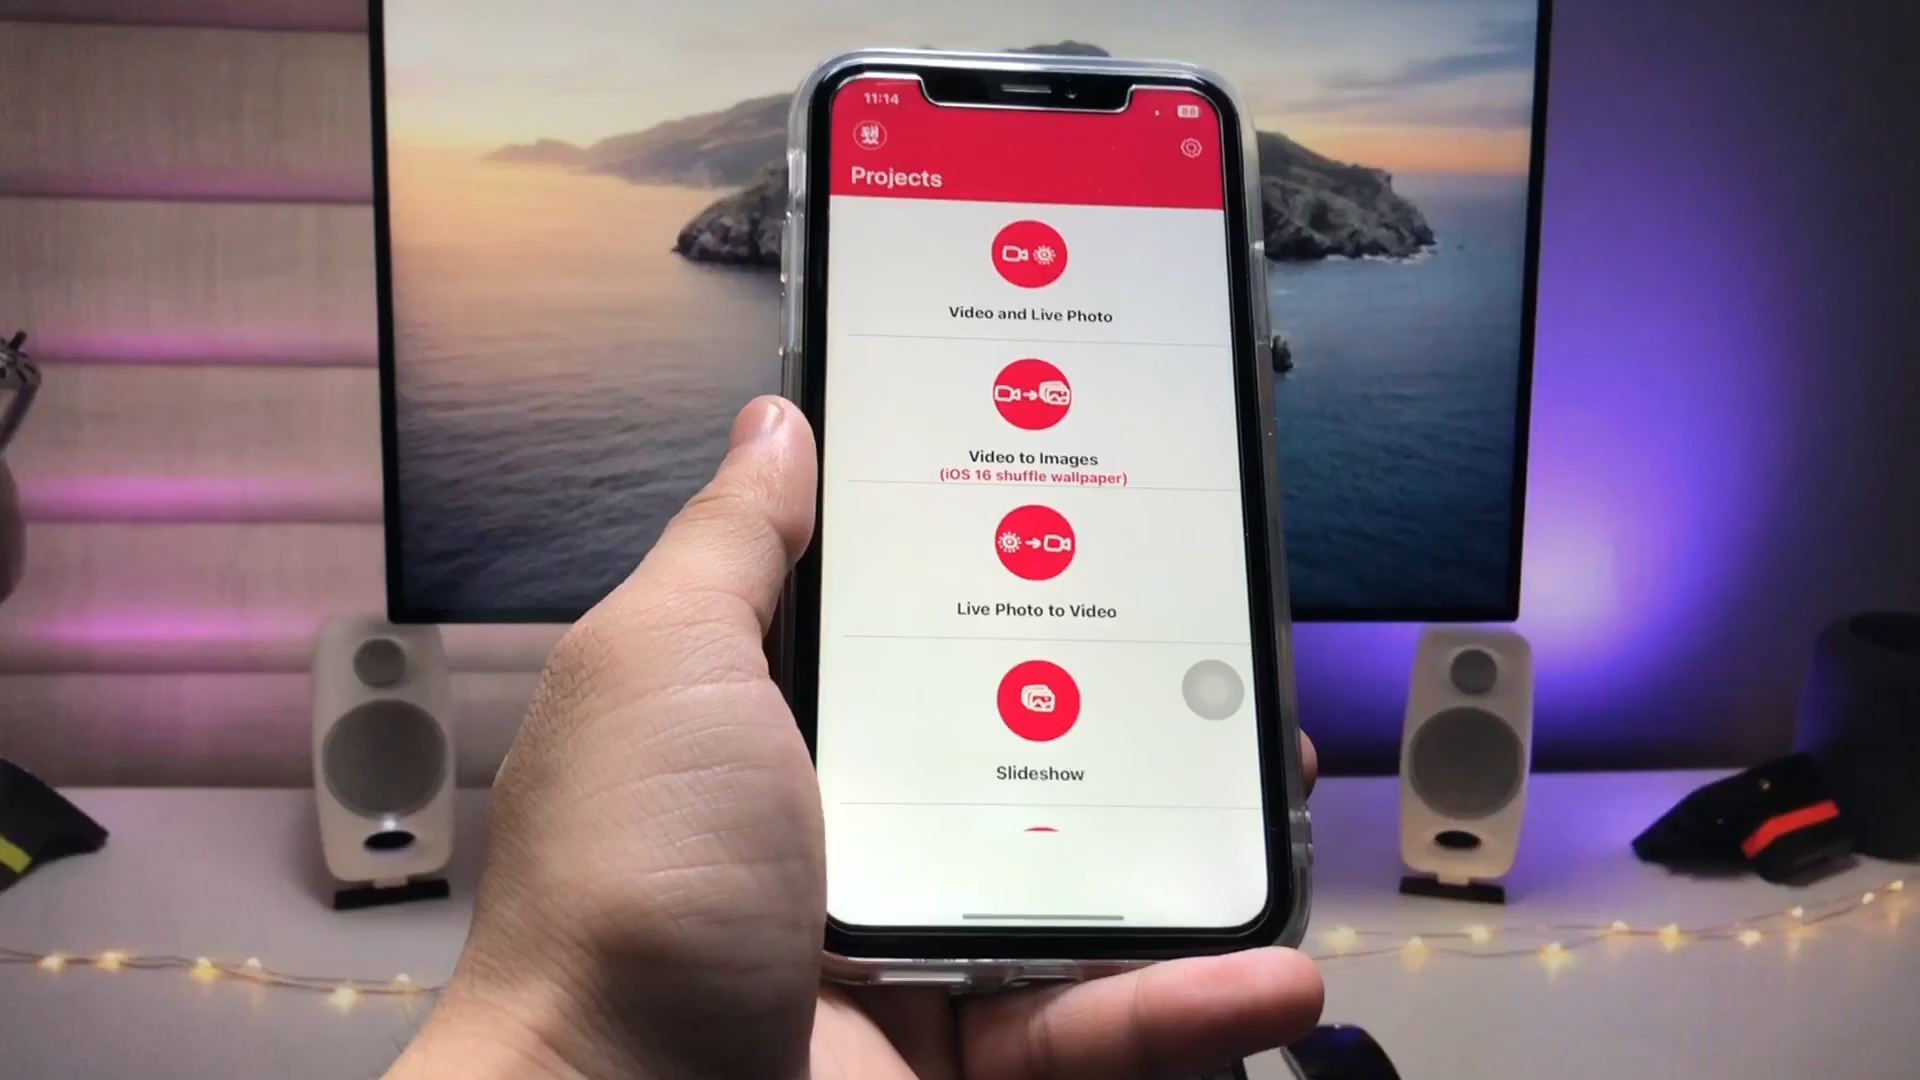 11:14
88
Projects
Video and Live Photo
Video to Images
(iOS 16 shuffle wallpaper)
Live Photo to Video
Slideshow